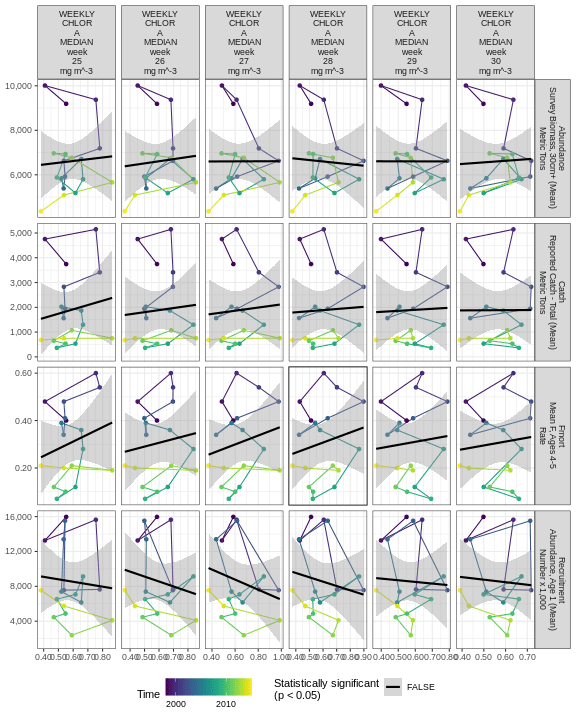 WEEKLY CHLOR A MEDIAN week 25 mg m^-3
WEEKLY CHLOR A MEDIAN week 26 mg m^-3
WEEKLY CHLOR A MEDIAN week 27 mg m^-3
WEEKLY CHLOR A MEDIAN week 28 mg m^-3
WEEKLY CHLOR A MEDIAN week 29 mg m^-3
WEEKLY CHLOR A MEDIAN week 30 mg m^-3
10,000
8,000
6,000
Abundance
Survey Biomass, 30cm+ (Mean)
Metric Tons
5,000
4,000
3,000
2,000
1,000
0
Catch
Reported Catch - Total (Mean)
Metric Tons
0.60
0.40
0.20
Fmort
Mean F, Ages 4-5
Rate
16,000
12,000
8,000
4,000
Recruitment
Abundance, Age 1 (Mean)
Number x 1,000
0.40 0.50 0.60 0.70 0.80
0.40 0.50 0.60 0.70 0.80
0.40 0.60 0.80 1.00
0.40 0.50 0.60 0.70 0.80 0.90
0.40 0.50 0.60 0.70 0.80
0.40 0.50 0.60 0.70
Time
2000 2010
Statistically significant
(p < 0.05)
FALSE